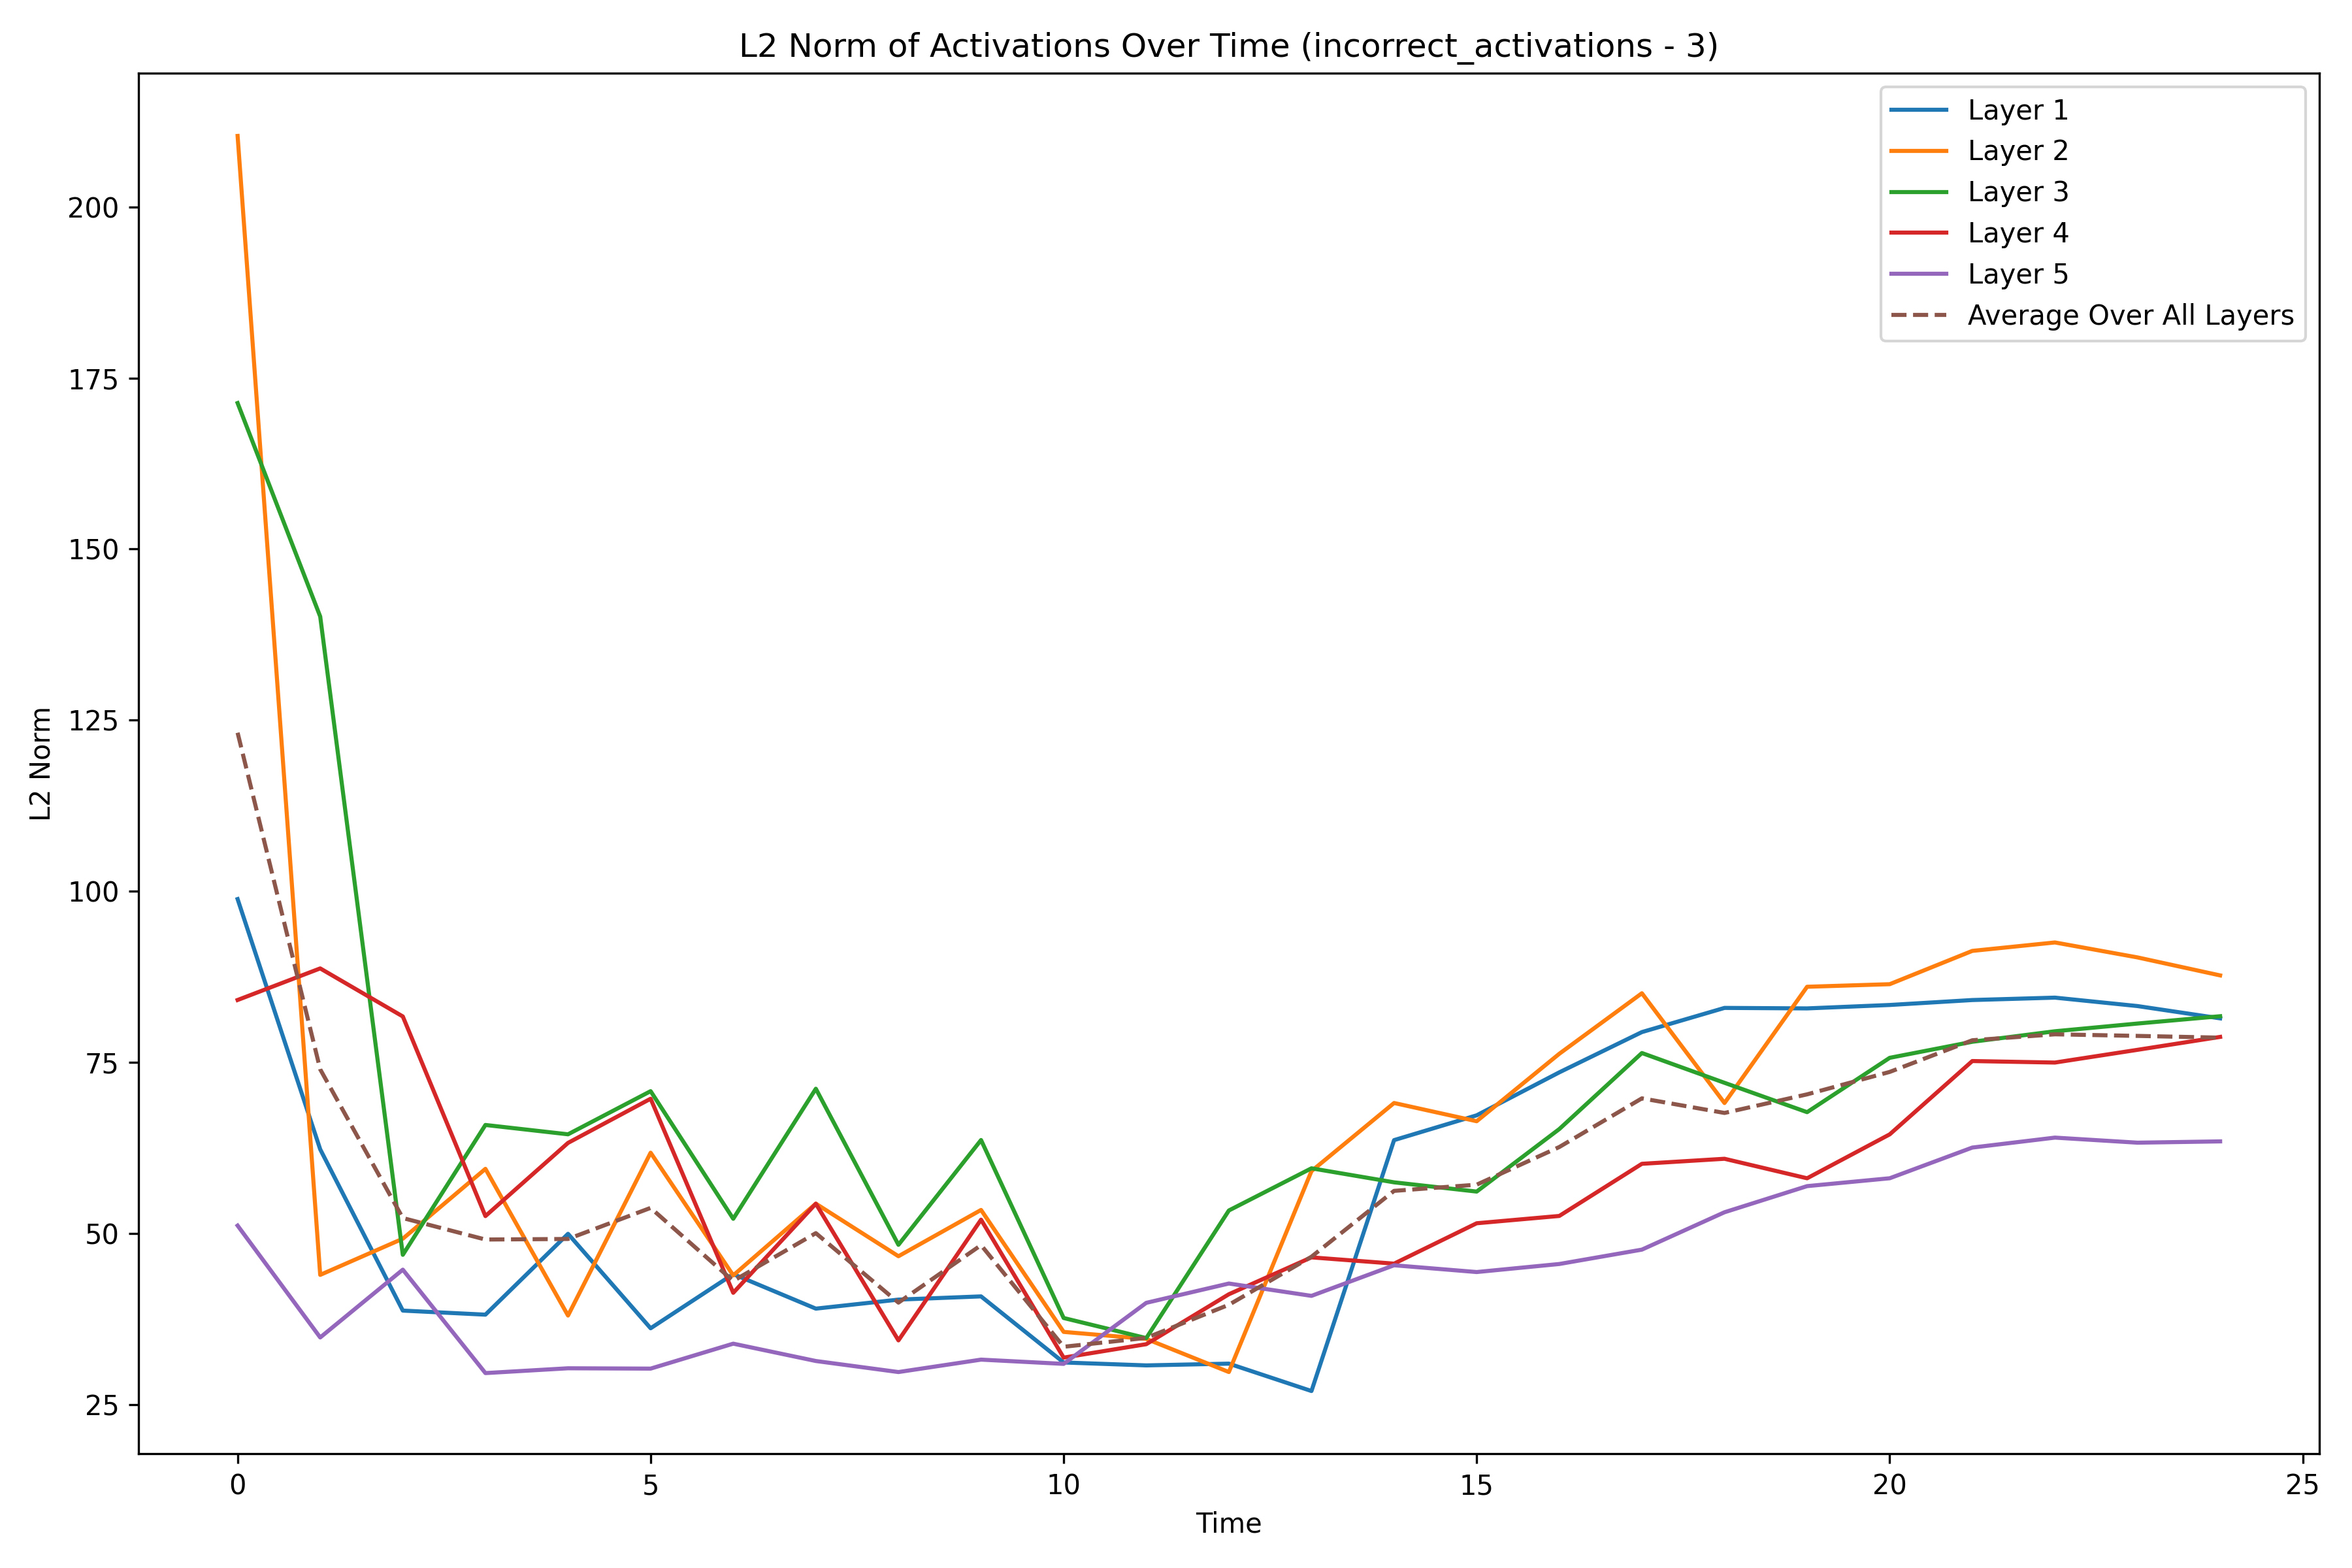 L2 Norm of Activations Over Time (incorrect_activations - 3)
Layer 1
Layer 2
Layer 3
Layer 4
Layer 5
Average Over All Layers
L2 Norm
200
175
150
125
100
75
50
25
0 5 10 15 20 25
Time